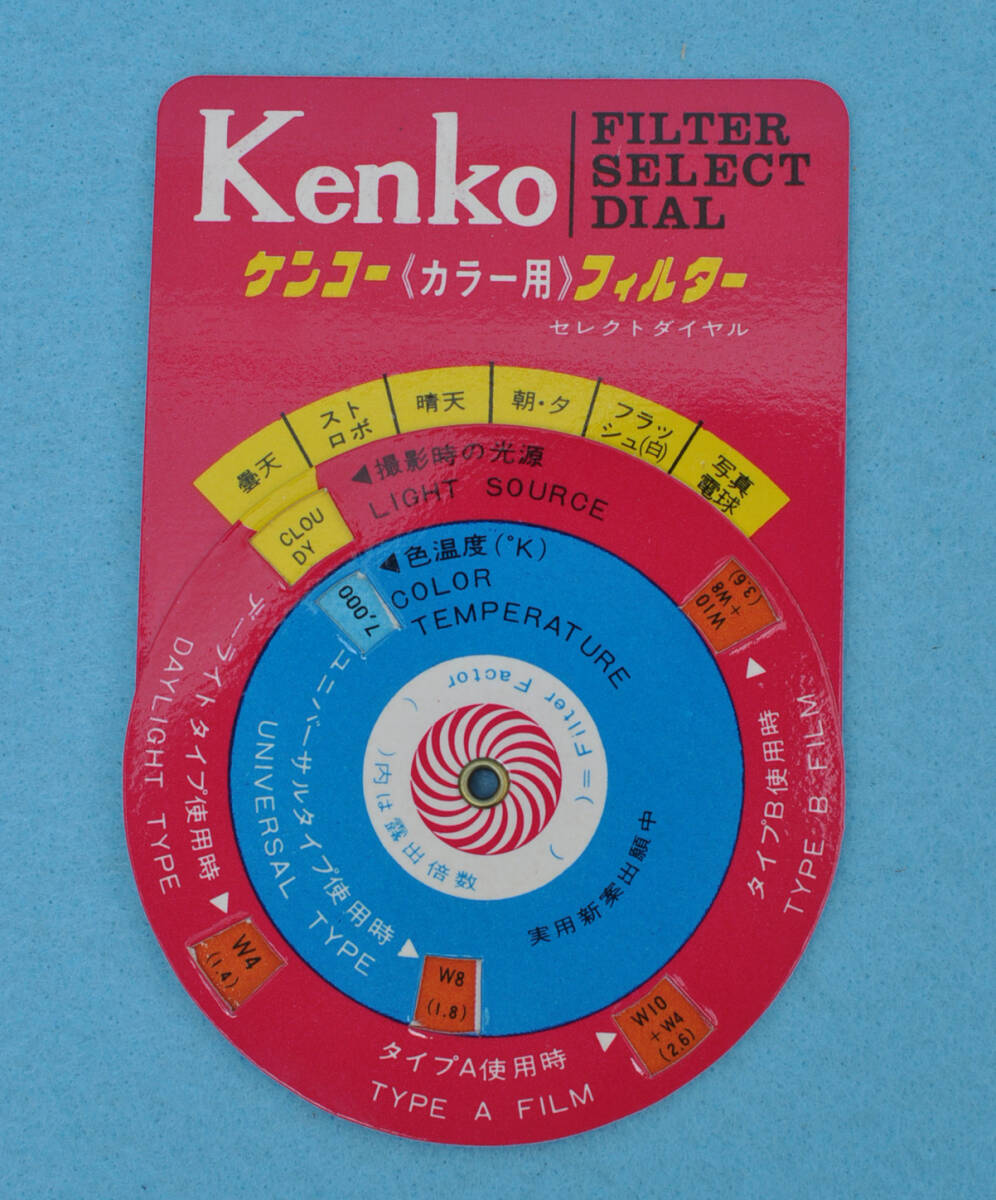 Kenko
FILTER
SELECT
DIAL
ケンコー《カラー用》フィルター
セレクトダイヤル
曇天
スト
ロボ
晴天
朝・夕
フラッ
シュ(白)
写真
電球
◀撮影時の光源
LIGHT SOURCE
CLOU
DY
◀色温度(°K)
COLOR
TEMPERATURE
7,000
W10
+W8
(3.6)
デーライトタイプ使用時▶
DAYLIGHT TYPE
W4
(1.4)
ユニバーサルタイプ使用時▶
UNIVERSAL TYPE
W8
(1.8)
タイプA使用時▶
TYPE A FILM
W10
+W4
(2.6)
タイプB使用時▶
TYPE B FILM
( )内は露出倍数
( )=Filter Factor
実用新案出願中